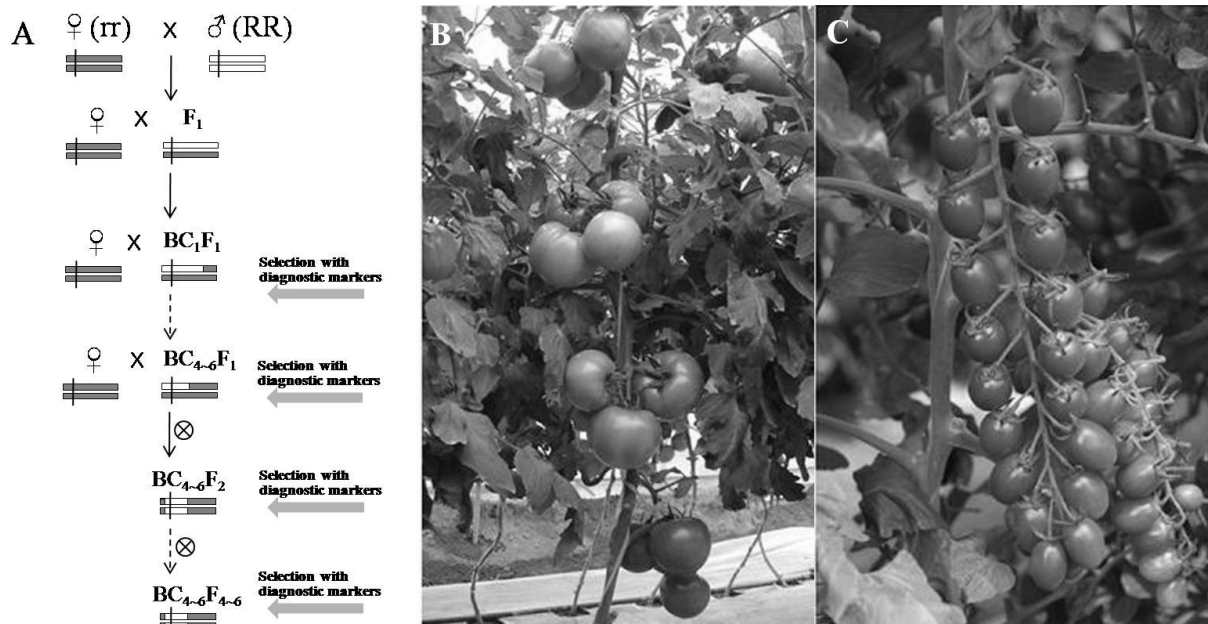 A
♀ (rr) X ♂ (RR)
♀ X F1
♀ X BC1F1
Selection with
diagnostic markers
♀ X BC4~6F1
Selection with
diagnostic markers
⊗
BC4~6F2
Selection with
diagnostic markers
⊗
BC4~6F4~6
Selection with
diagnostic markers
B
C